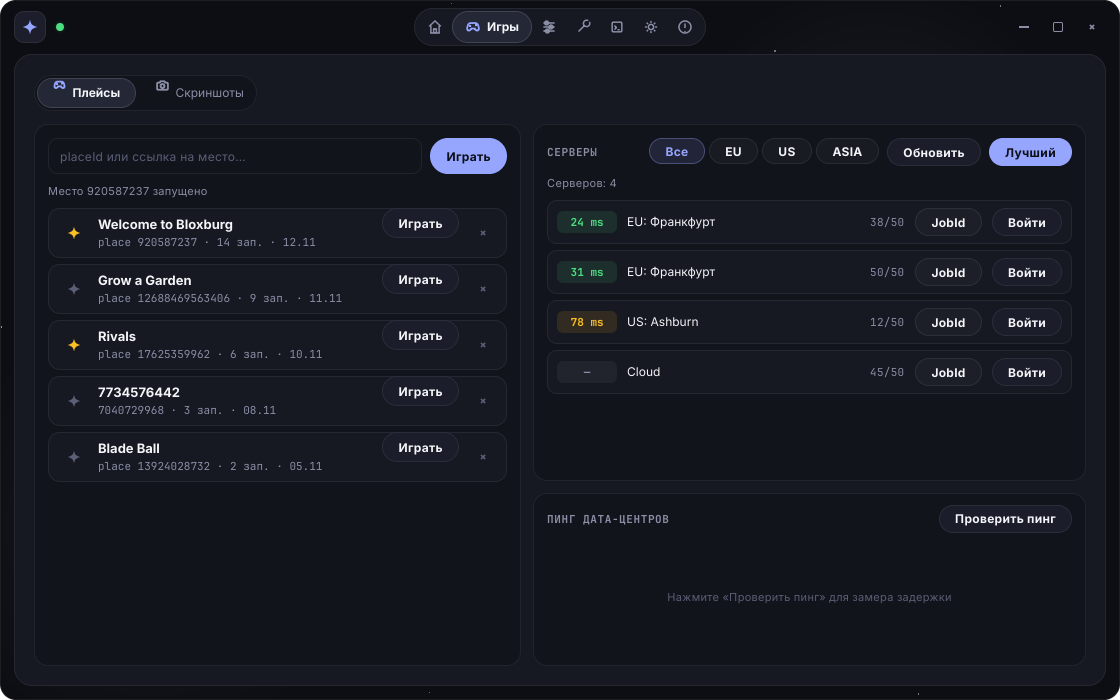 Игры
Плейсы
Скриншоты
placeId или ссылка на место...
Играть
Место 920587237 запущено
Welcome to Bloxburg
place 920587237 · 14 зап. · 12.11
Играть
Grow a Garden
place 12688469563406 · 9 зап. · 11.11
Играть
Rivals
place 17625359962 · 6 зап. · 10.11
Играть
7734576442
7040729968 · 3 зап. · 08.11
Играть
Blade Ball
place 13924028732 · 2 зап. · 05.11
Играть
СЕРВЕРЫ
Все
EU
US
ASIA
Обновить
Лучший
Серверов: 4
24 ms EU: Франкфурт 38/50 JobId Войти
31 ms EU: Франкфурт 50/50 JobId Войти
78 ms US: Ashburn 12/50 JobId Войти
— Cloud 45/50 JobId Войти
ПИНГ ДАТА-ЦЕНТРОВ
Проверить пинг
Нажмите «Проверить пинг» для замера задержки